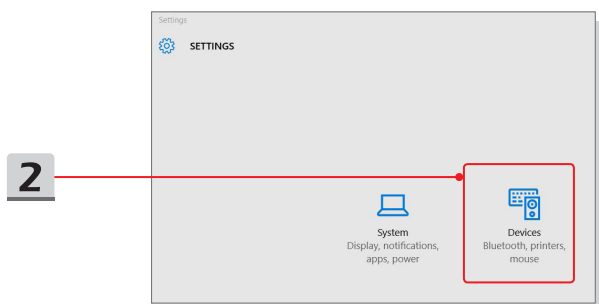 Settings
SETTINGS
2
System
Display, notifications,
apps, power
Devices
Bluetooth, printers,
mouse